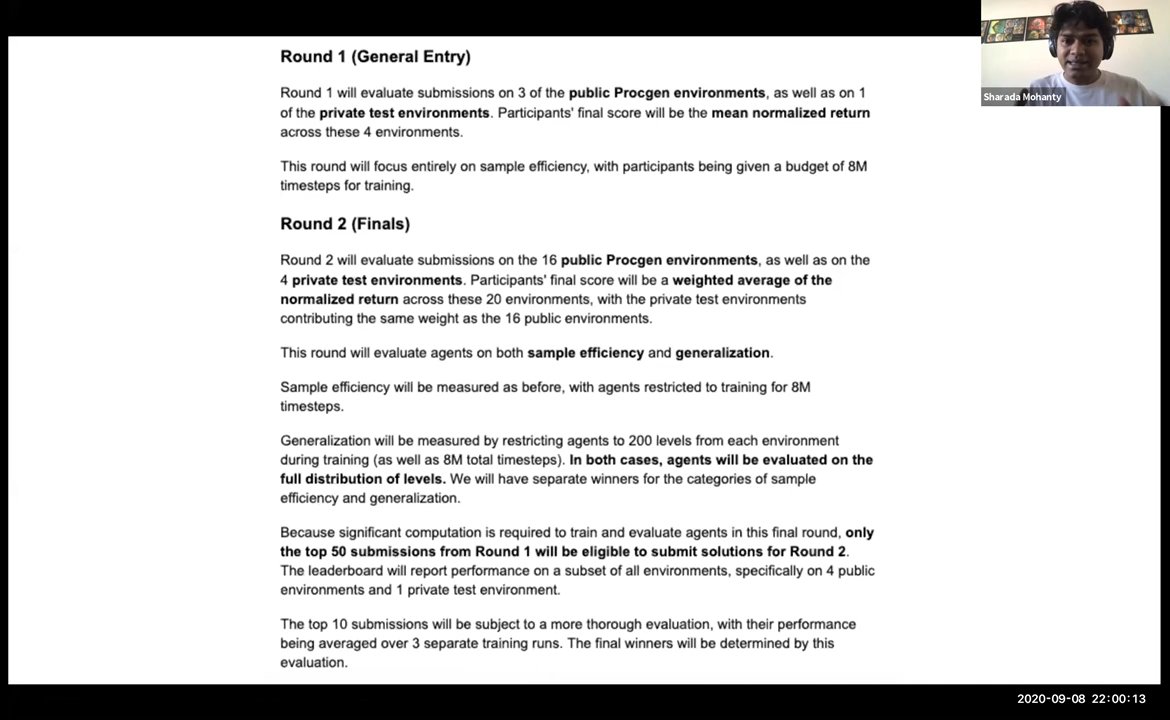 Round 1 (General Entry)
Round 1 will evaluate submissions on 3 of the public Procgen environments, as well as on 1
of the private test environments. Participants' final score will be the mean normalized return
across these 4 environments.
This round will focus entirely on sample efficiency, with participants being given a budget of 8M
timesteps for training.
Round 2 (Finals)
Round 2 will evaluate submissions on the 16 public Procgen environments, as well as on the
4 private test environments. Participants' final score will be a weighted average of the
normalized return across these 20 environments, with the private test environments
contributing the same weight as the 16 public environments.
This round will evaluate agents on both sample efficiency and generalization.
Sample efficiency will be measured as before, with agents restricted to training for 8M
timesteps.
Generalization will be measured by restricting agents to 200 levels from each environment
during training (as well as 8M total timesteps). In both cases, agents will be evaluated on the
full distribution of levels. We will have separate winners for the categories of sample
efficiency and generalization.
Because significant computation is required to train and evaluate agents in this final round, only
the top 50 submissions from Round 1 will be eligible to submit solutions for Round 2.
The leaderboard will report performance on a subset of all environments, specifically on 4 public
environments and 1 private test environment.
The top 10 submissions will be subject to a more thorough evaluation, with their performance
being averaged over 3 separate training runs. The final winners will be determined by this
evaluation.
Sharada Mohanty
2020-09-08 22:00:13